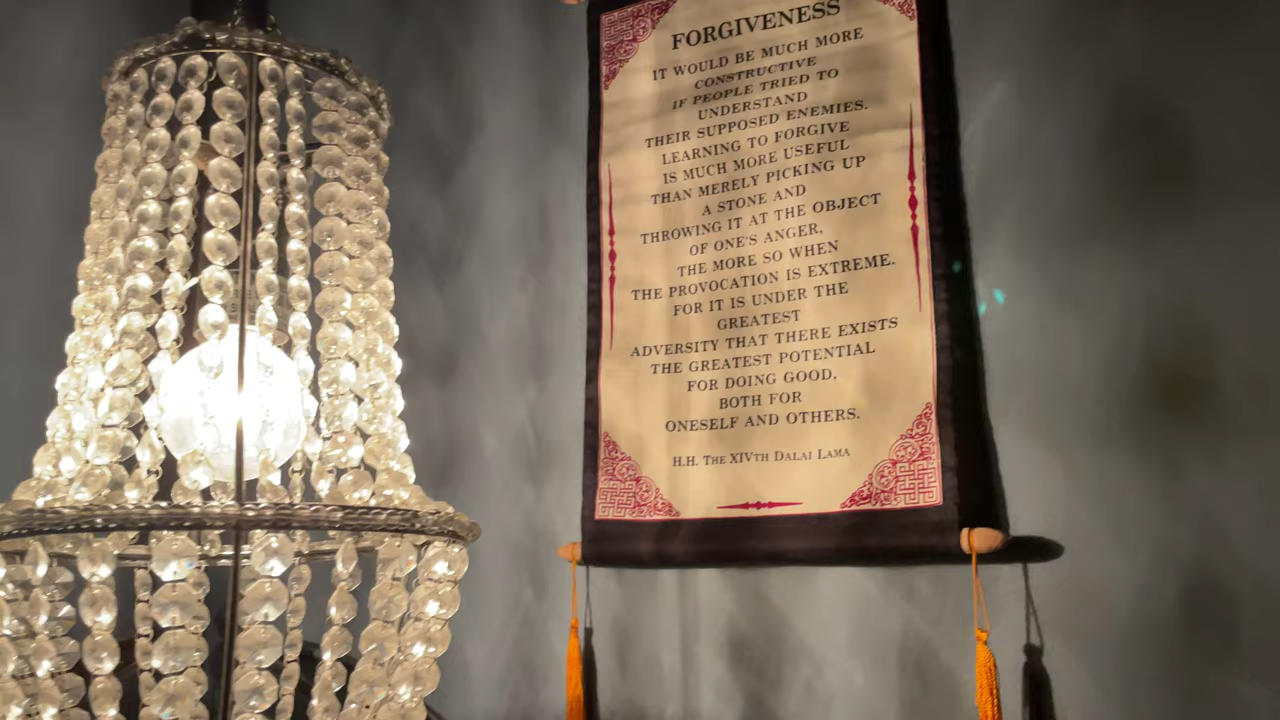 FORGIVENESS
IT WOULD BE MUCH MORE
CONSTRUCTIVE
IF PEOPLE TRIED TO
UNDERSTAND
THEIR SUPPOSED ENEMIES.
LEARNING TO FORGIVE
IS MUCH MORE USEFUL
THAN MERELY PICKING UP
A STONE AND
THROWING IT AT THE OBJECT
OF ONE'S ANGER,
THE MORE SO WHEN
THE PROVOCATION IS EXTREME.
FOR IT IS UNDER THE
GREATEST
ADVERSITY THAT THERE EXISTS
THE GREATEST POTENTIAL
FOR DOING GOOD,
BOTH FOR
ONESELF AND OTHERS.
H.H. THE XIVTH DALAI LAMA